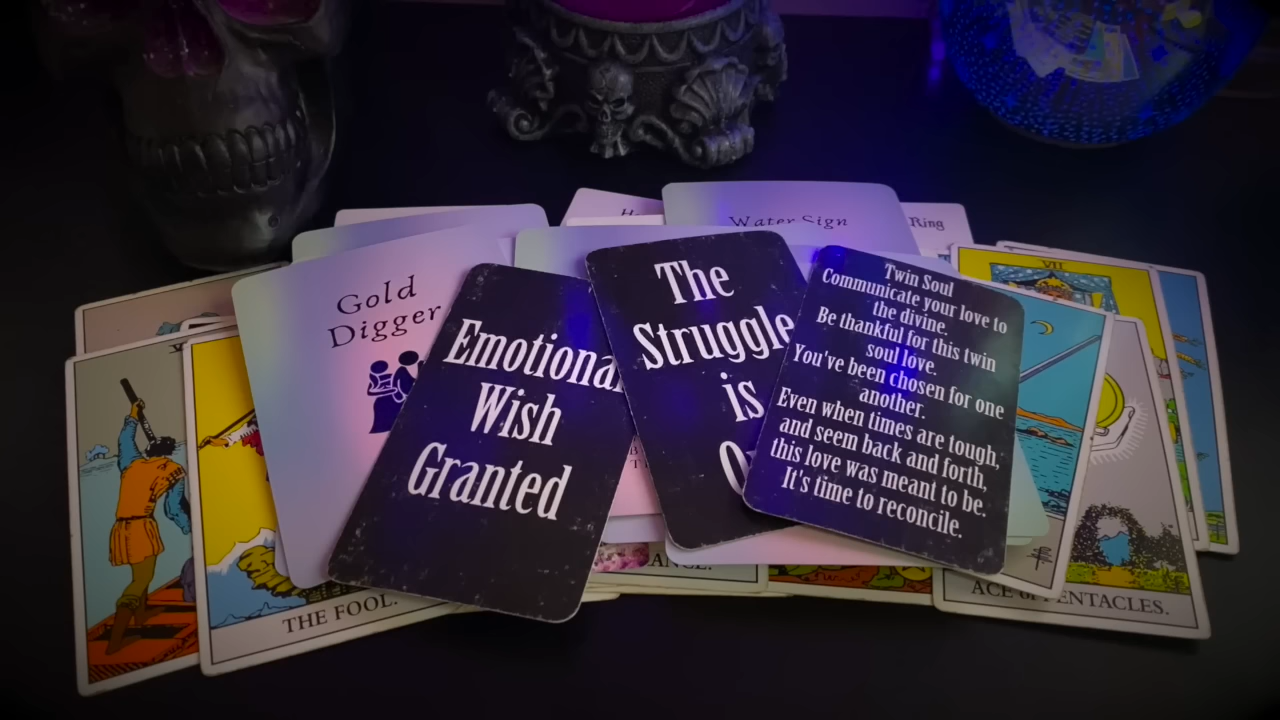 Water Sign
Ring
Gold
Digger
Emotional
Wish
Granted
The
Struggle
is
Twin Soul
Communicate your love to
the divine.
Be thankful for this twin
soul love.
You've been chosen for one
another.
Even when times are tough,
and seem back and forth,
this love was meant to be.
It's time to reconcile.
VII
THE FOOL.
ACE of PENTACLES.